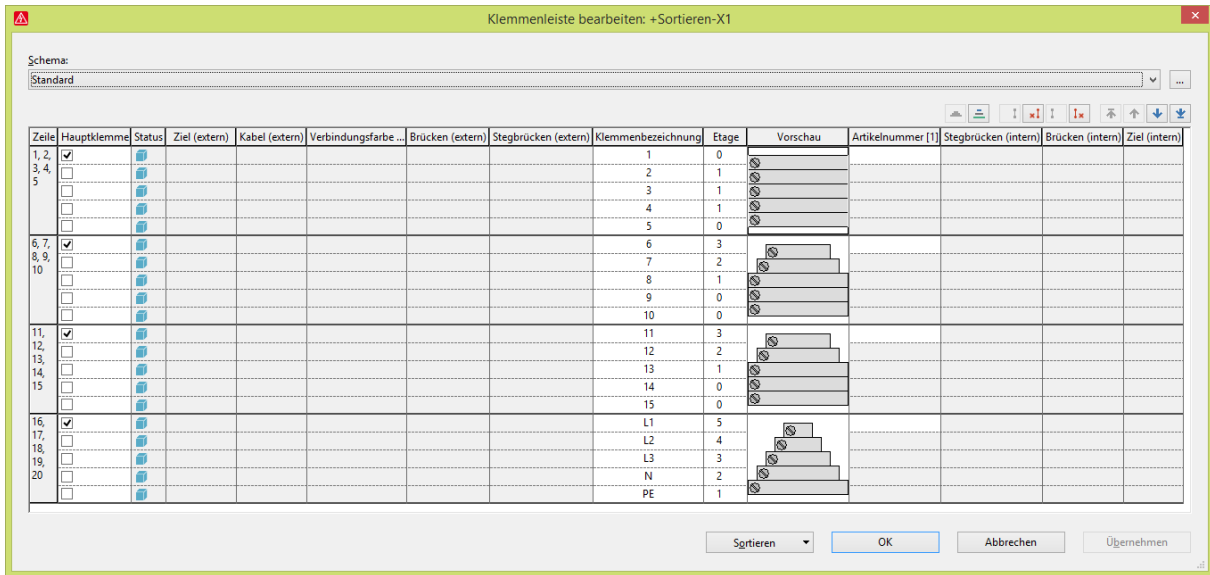 Klemmenleiste bearbeiten: +Sortieren-X1
Schema:
Standard
...
Zeile Hauptklemme Status Ziel (extern) Kabel (extern) Verbindungsfarbe ... Brücken (extern) Stegbrücken (extern) Klemmenbezeichnung Etage Vorschau Artikelnummer [1] Stegbrücken (intern) Brücken (intern) Ziel (intern)
1, 2, 3, 4, 5
1 0
2 1
3 1
4 1
5 0
6, 7, 8, 9, 10
6 3
7 2
8 1
9 0
10 0
11, 12, 13, 14, 15
11 3
12 2
13 1
14 0
15 0
16, 17, 18, 19, 20
L1 5
L2 4
L3 3
N 2
PE 1
Sortieren OK Abbrechen Übernehmen